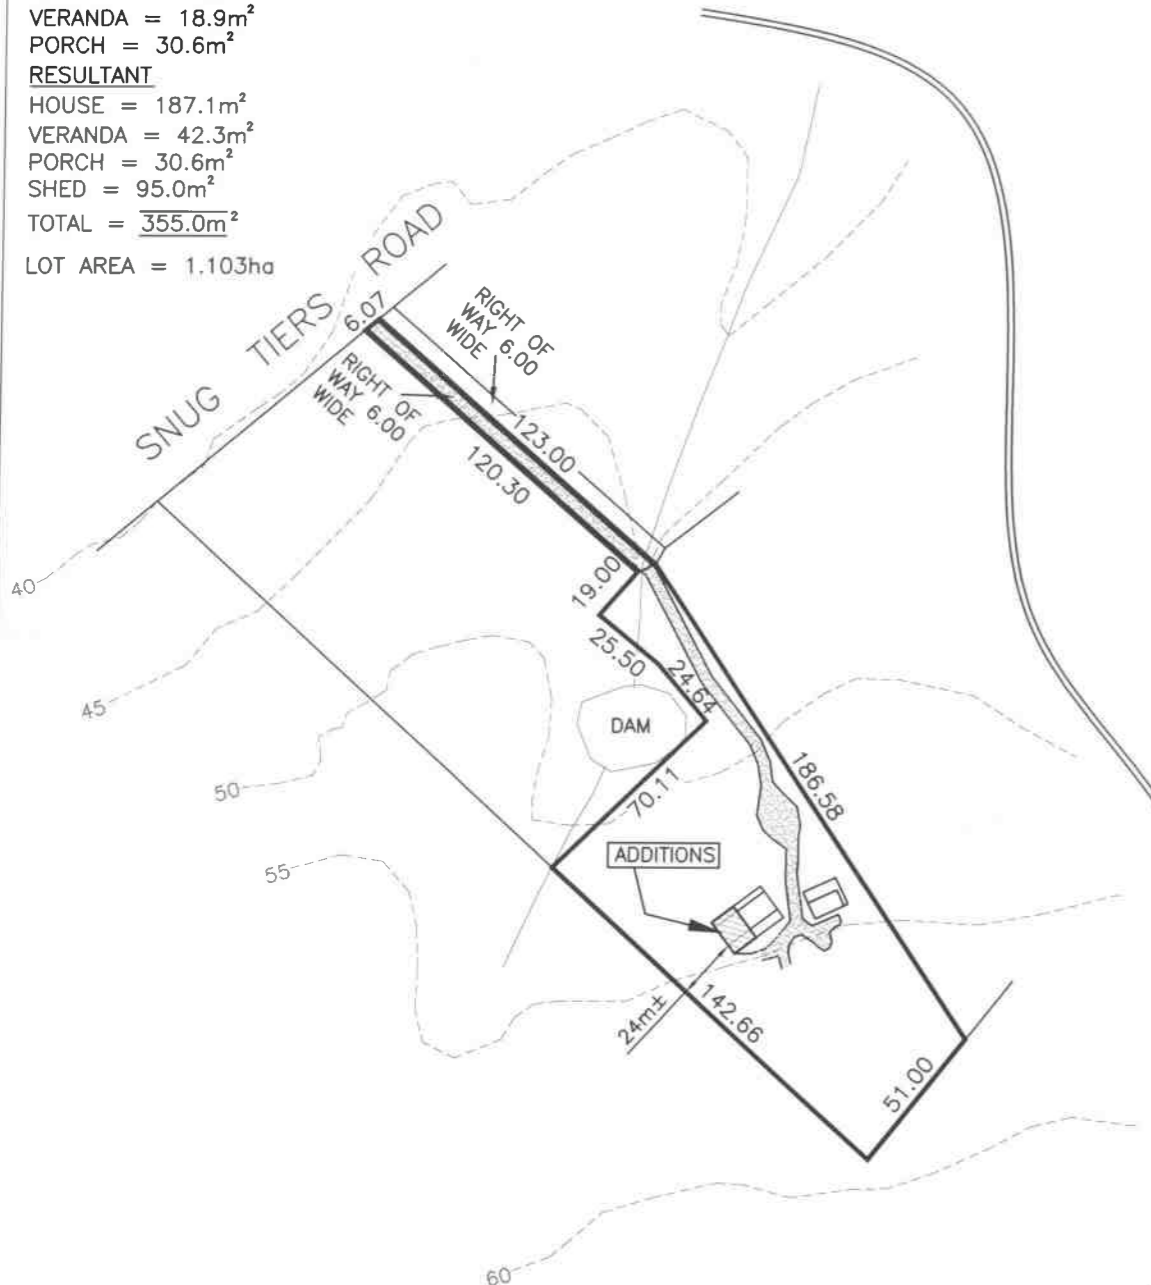 VERANDA = 18.9m²
PORCH = 30.6m²
RESULTANT
HOUSE = 187.1m²
VERANDA = 42.3m²
PORCH = 30.6m²
SHED = 95.0m²
TOTAL = 355.0m²
LOT AREA = 1.103ha
SNUG TIERS ROAD
6.07
RIGHT OF
WAY 6.00
WIDE
RIGHT OF
WAY 6.00
WIDE
123.00
120.30
19.00
25.50
24.64
DAM
70.11
186.58
ADDITIONS
24m±
142.66
51.00
40
45
50
55
60